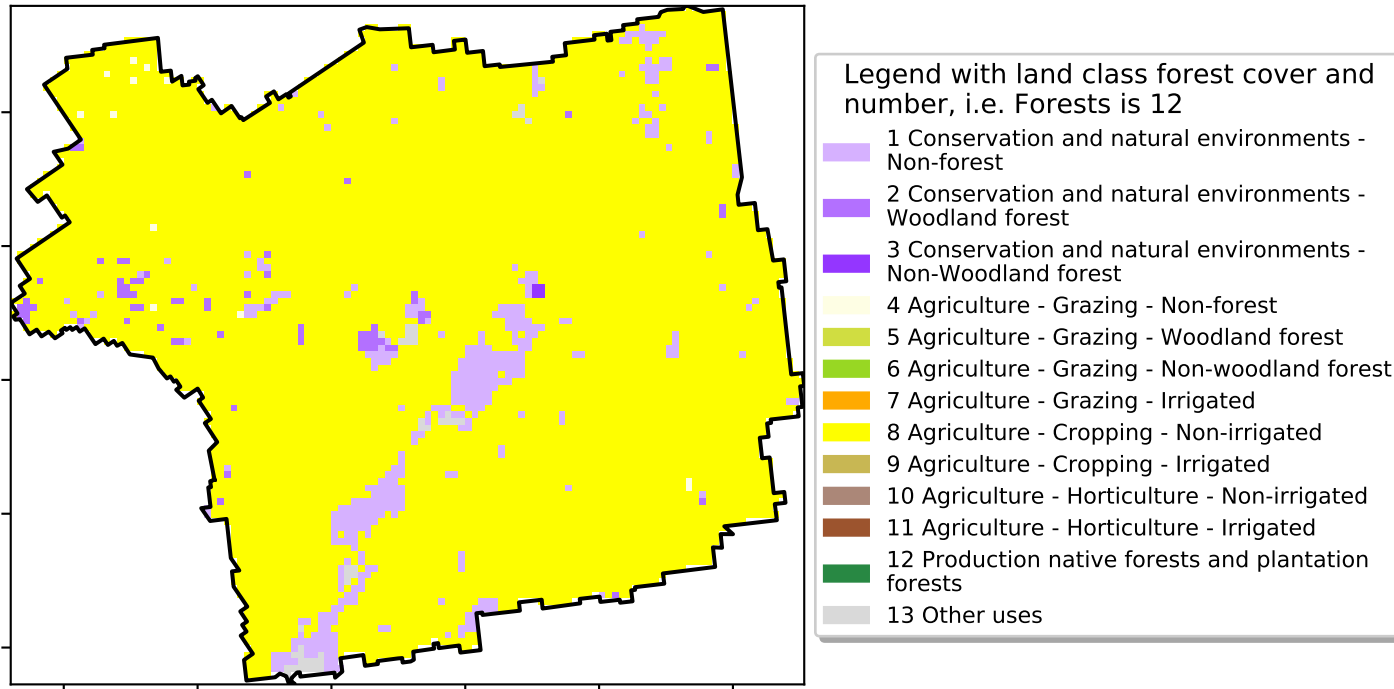 Legend with land class forest cover and
number, i.e. Forests is 12
1 Conservation and natural environments -
Non-forest
2 Conservation and natural environments -
Woodland forest
3 Conservation and natural environments -
Non-Woodland forest
4 Agriculture - Grazing - Non-forest
5 Agriculture - Grazing - Woodland forest
6 Agriculture - Grazing - Non-woodland forest
7 Agriculture - Grazing - Irrigated
8 Agriculture - Cropping - Non-irrigated
9 Agriculture - Cropping - Irrigated
10 Agriculture - Horticulture - Non-irrigated
11 Agriculture - Horticulture - Irrigated
12 Production native forests and plantation
forests
13 Other uses